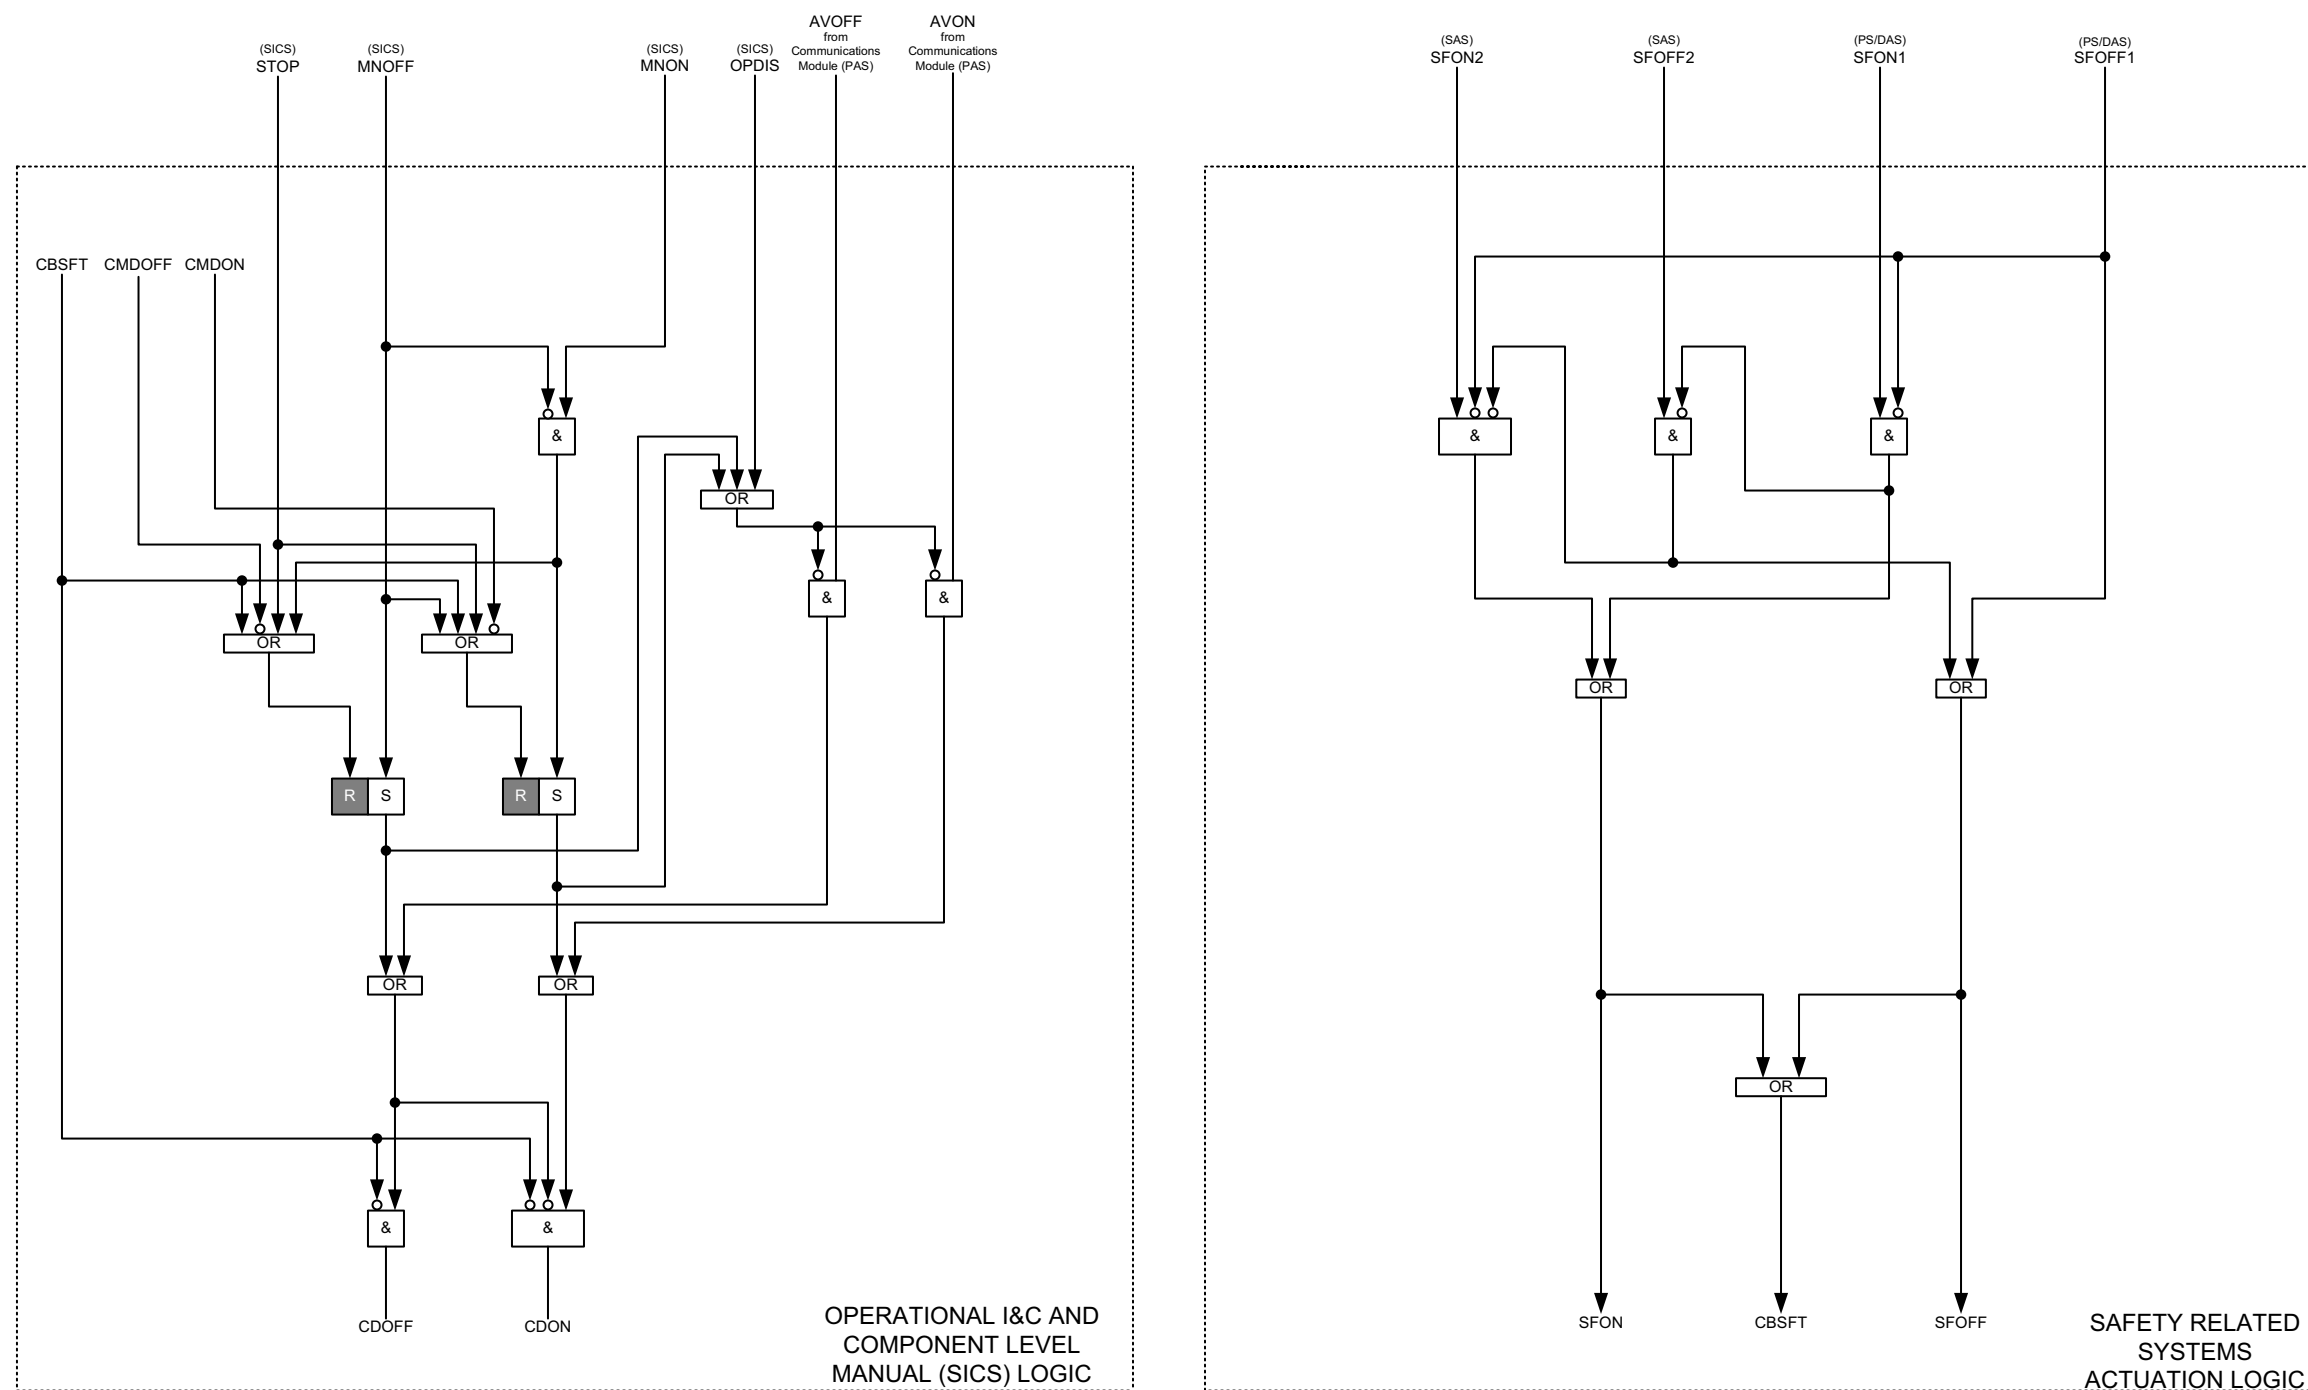 AVOFF
from
Communications
Module (PAS)
AVON
from
Communications
Module (PAS)
(SICS)
STOP
(SICS)
MNOFF
(SICS)
MNON
(SICS)
OPDIS
(SAS)
SFON2
(SAS)
SFOFF2
(PS/DAS)
SFON1
(PS/DAS)
SFOFF1
CBSFT CMDOFF CMDON
&
&
&
&
OR
&
&
OR
OR
OR
OR
R S
R S
OR
OR
OR
&
&
CDOFF
CDON
SFON
CBSFT
SFOFF
OPERATIONAL I&C AND
COMPONENT LEVEL
MANUAL (SICS) LOGIC
SAFETY RELATED
SYSTEMS
ACTUATION LOGIC